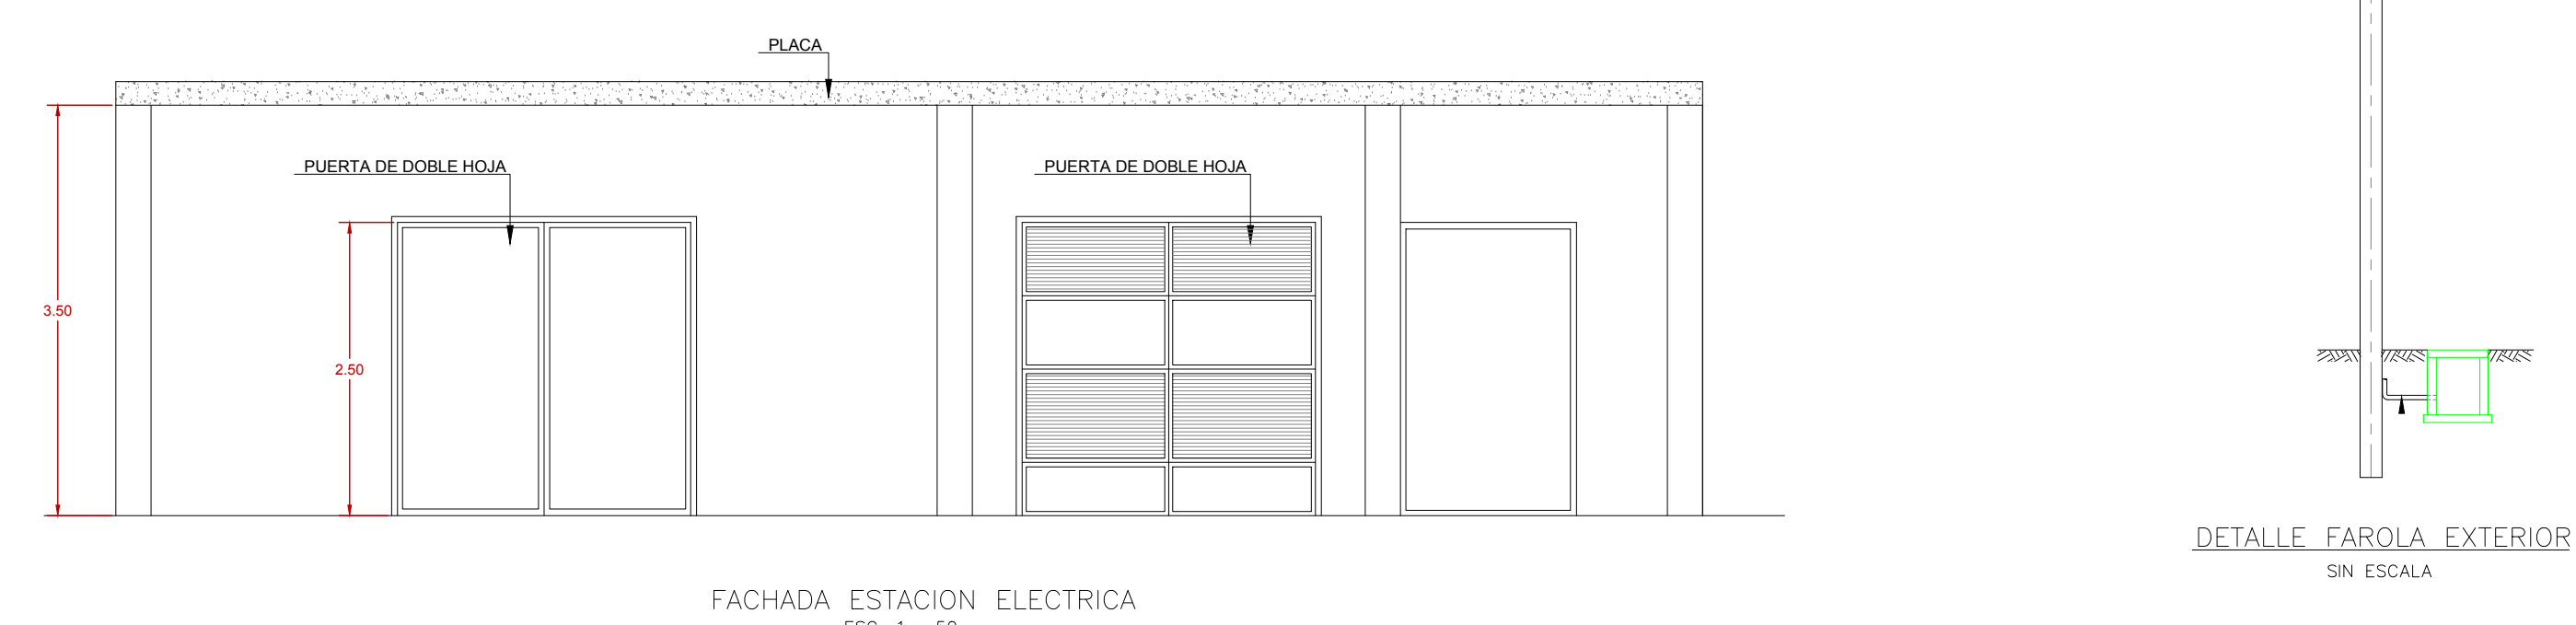 PLACA
PUERTA DE DOBLE HOJA
PUERTA DE DOBLE HOJA
3.50
2.50
DETALLE FAROLA EXTERIOR
SIN ESCALA
FACHADA ESTACION ELECTRICA